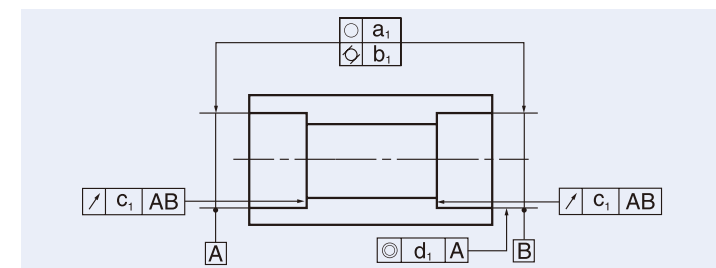 ○ a₁
⌭ b₁
↗ c₁ AB
↗ c₁ AB
A
◎ d₁ A
B